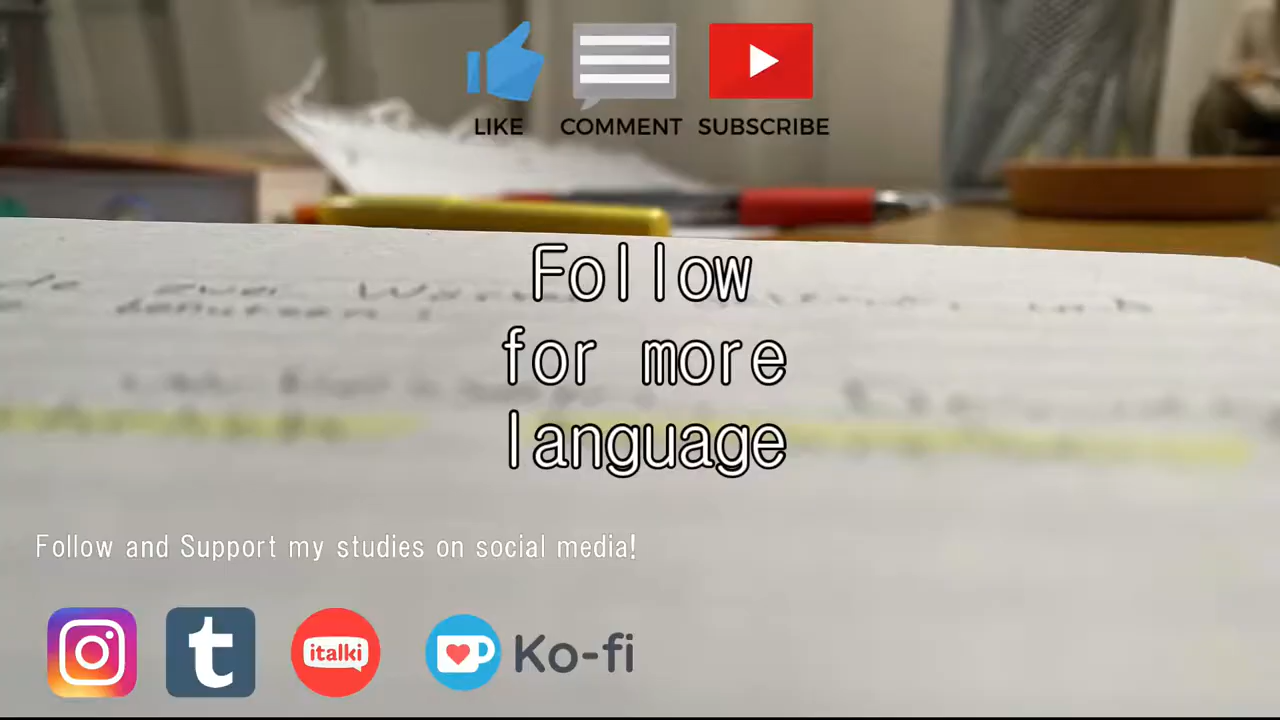 LIKE COMMENT SUBSCRIBE
Follow
for more
language
Follow and Support my studies on social media!
italki
Ko-fi